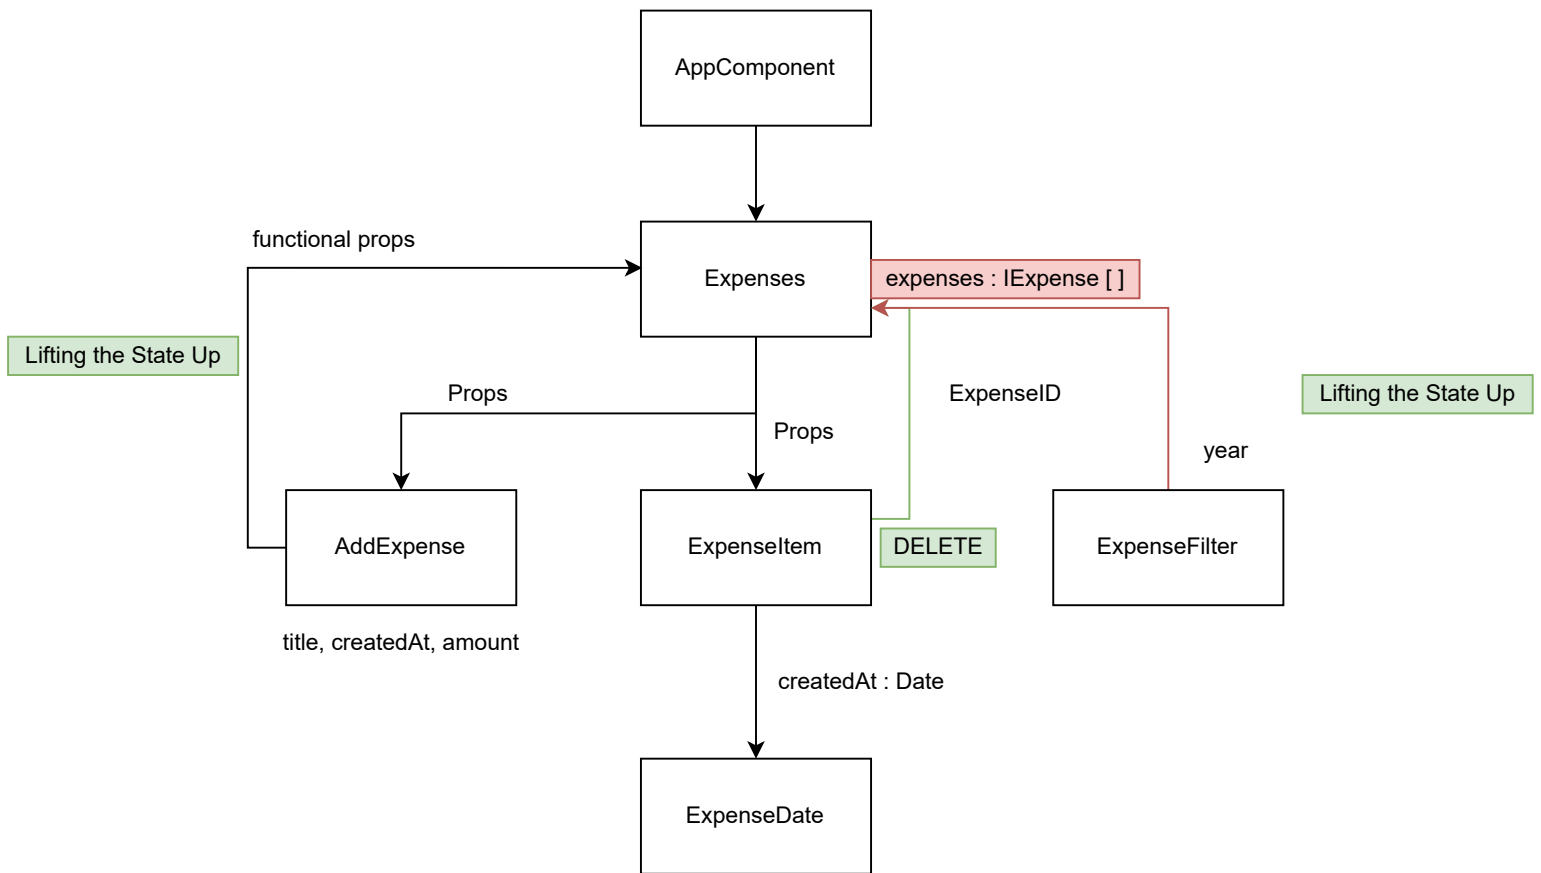 AppComponent
functional props
Expenses
expenses : IExpense [ ]
Lifting the State Up
Props
ExpenseID
Lifting the State Up
Props
year
AddExpense
ExpenseItem
DELETE
ExpenseFilter
title, createdAt, amount
createdAt : Date
ExpenseDate